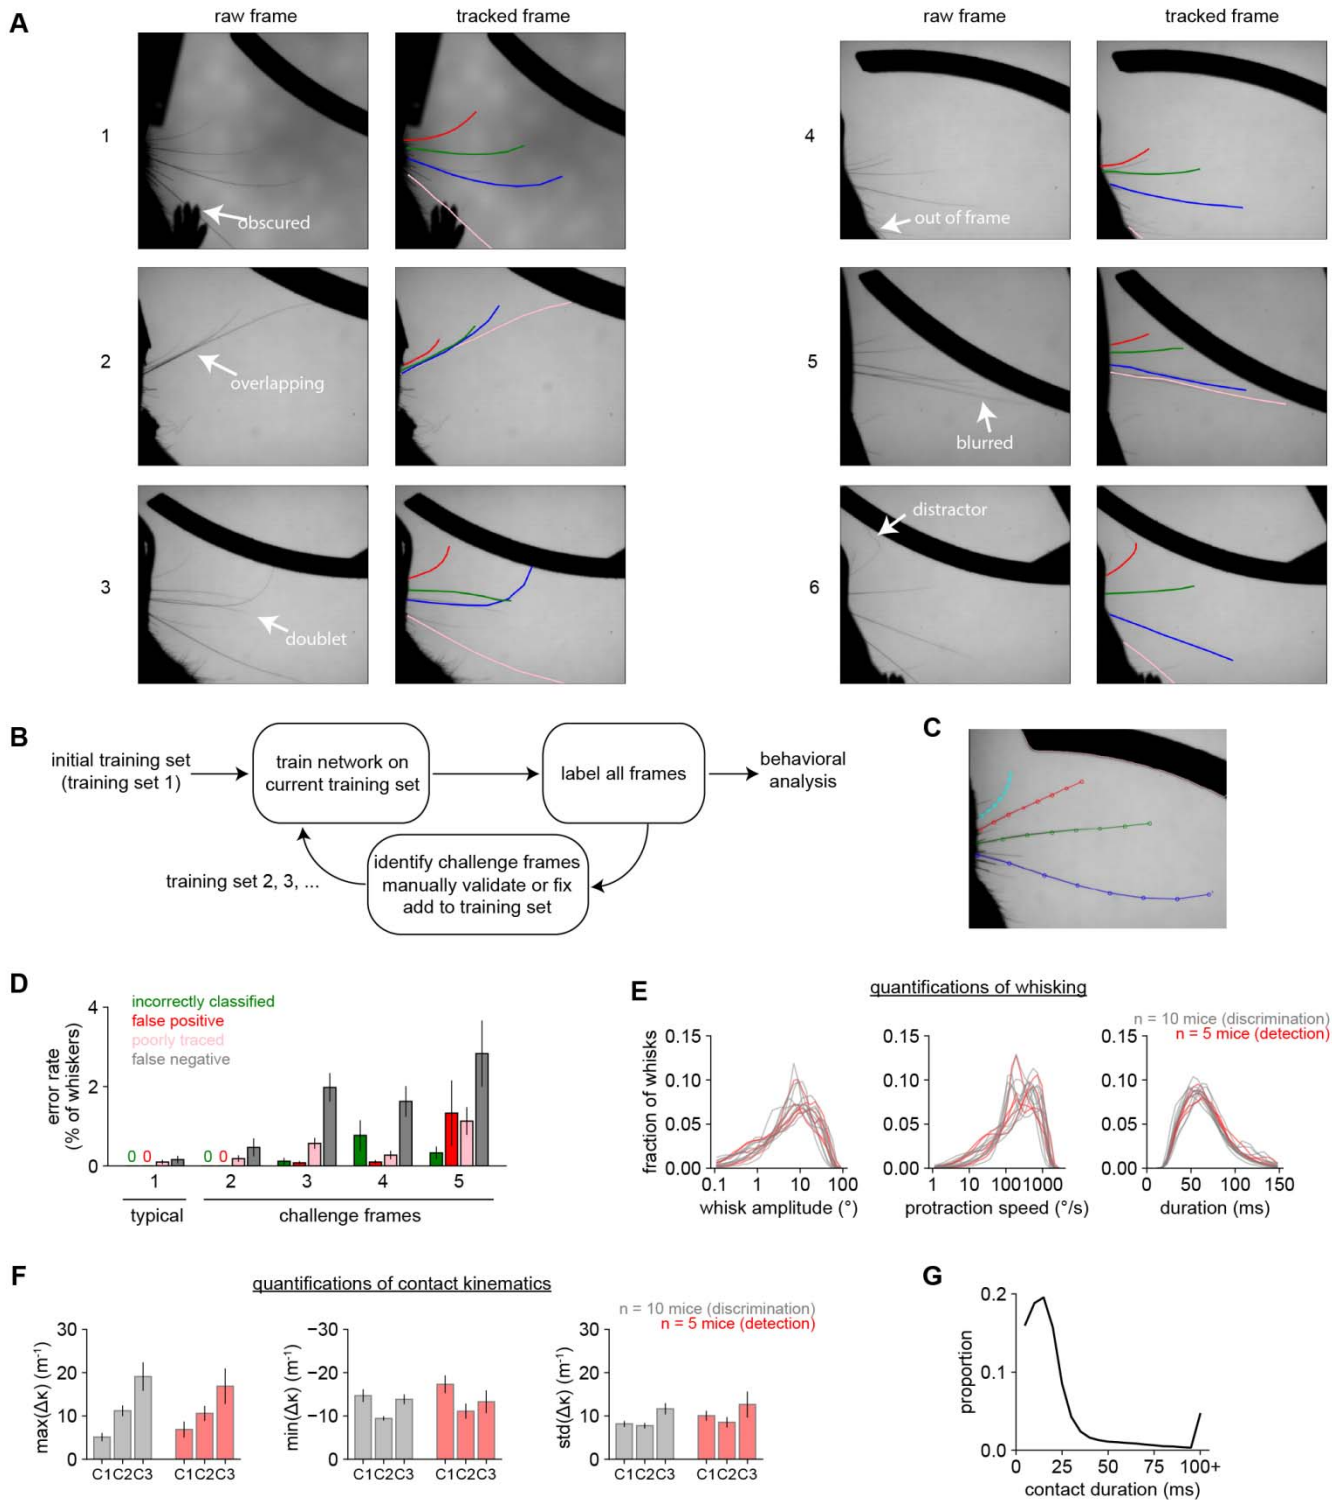 A
raw frame
tracked frame
raw frame
tracked frame
1
obscured
4
out of frame
2
overlapping
5
blurred
3
doublet
6
distractor
B
initial training set
(training set 1)
train network on
current training set
label all frames
behavioral
analysis
identify challenge frames
manually validate or fix
add to training set
training set 2, 3, ...
C
D
incorrectly classified
false positive
poorly traced
false negative
error rate
(% of whiskers)
4
2
0
0 0
0 0
1 2 3 4 5
typical
challenge frames
E
quantifications of whisking
n = 10 mice (discrimination)
n = 5 mice (detection)
fraction of whisks
0.15
0.10
0.05
0.00
0.1 1 10 100
whisk amplitude (°)
0.15
0.10
0.05
0.00
1 10 100 1000
protraction speed (°/s)
0.15
0.10
0.05
0.00
0 50 100 150
duration (ms)
F
quantifications of contact kinematics
n = 10 mice (discrimination)
n = 5 mice (detection)
max(Δκ) (m⁻¹)
30
20
10
0
C1C2C3 C1C2C3
min(Δκ) (m⁻¹)
−30
−20
−10
0
C1C2C3 C1C2C3
std(Δκ) (m⁻¹)
30
20
10
0
C1C2C3 C1C2C3
G
proportion
0.2
0.1
0.0
0 25 50 75 100+
contact duration (ms)